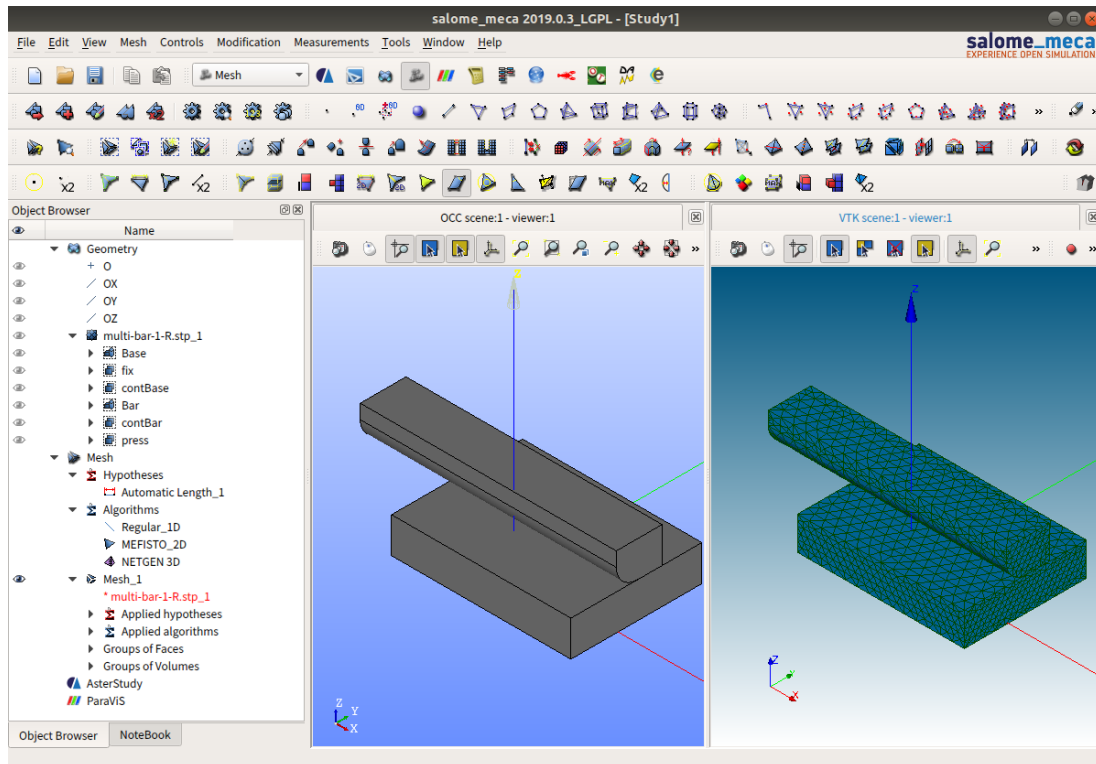 salome_meca 2019.0.3_LGPL - [Study1]
File Edit View Mesh Controls Modification Measurements Tools Window Help
salome_meca
EXPERIENCE OPEN SIMULATION
Mesh
Object Browser
Name
Geometry
O
OX
OY
OZ
multi-bar-1-R.stp_1
Base
fix
contBase
Bar
contBar
press
Mesh
Hypotheses
Automatic Length_1
Algorithms
Regular_1D
MEFISTO_2D
NETGEN 3D
Mesh_1
* multi-bar-1-R.stp_1
Applied hypotheses
Applied algorithms
Groups of Faces
Groups of Volumes
AsterStudy
ParaViS
Object Browser NoteBook
OCC scene:1 - viewer:1
Z
Z
Y
X
VTK scene:1 - viewer:1
Z
Z
Y
X